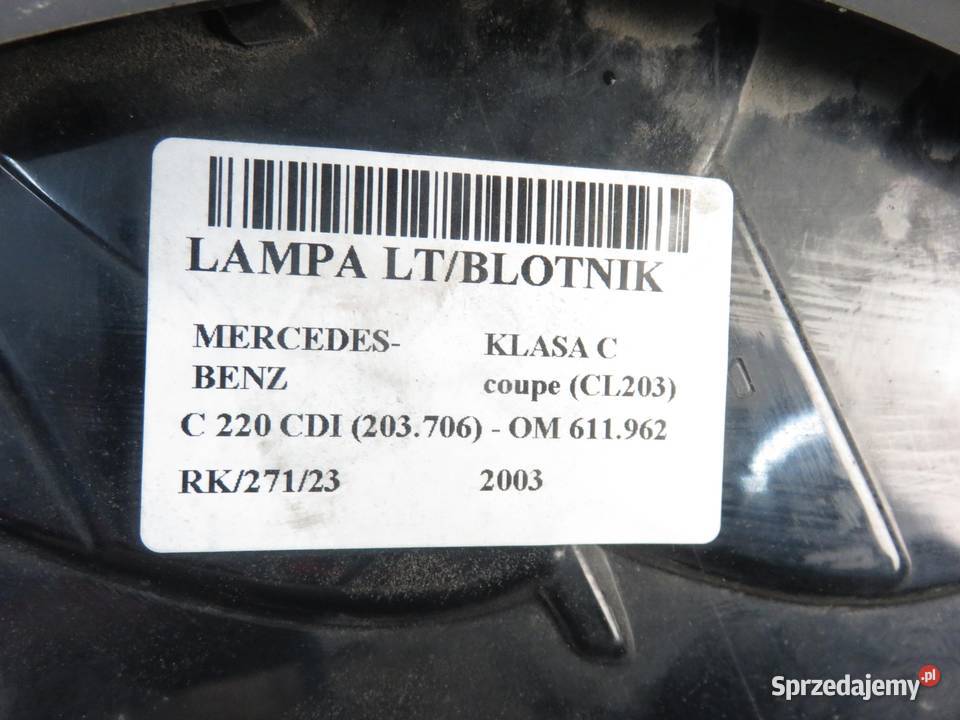 LAMPA LT/BLOTNIK
MERCEDES-
BENZ
KLASA C
coupe (CL203)
C 220 CDI (203.706) - OM 611.962
RK/271/23 2003
Sprzedajemy.pl